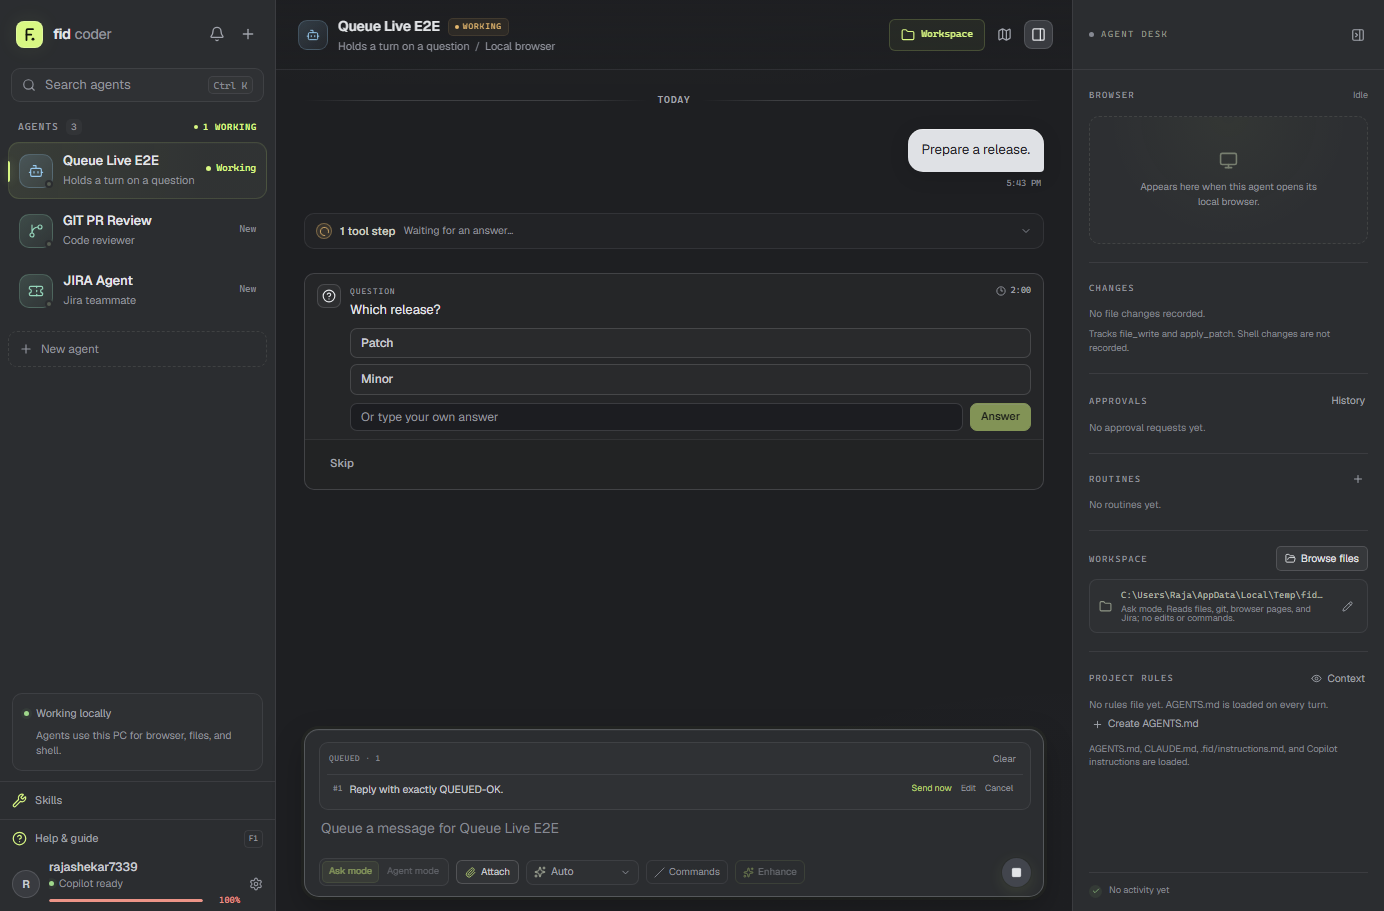 F.
fid coder
Search agents
Ctrl K
AGENTS 3
1 WORKING
Queue Live E2E
Holds a turn on a question
Working
GIT PR Review
Code reviewer
New
JIRA Agent
Jira teammate
New
+ New agent
Working locally
Agents use this PC for browser, files, and
shell.
Skills
Help & guide
F1
R
rajashekar7339
Copilot ready
100%
Queue Live E2E
WORKING
Holds a turn on a question / Local browser
Workspace
TODAY
Prepare a release.
5:43 PM
1 tool step Waiting for an answer…
QUESTION
2:00
Which release?
Patch
Minor
Or type your own answer
Answer
Skip
QUEUED · 1
Clear
#1 Reply with exactly QUEUED-OK.
Send now Edit Cancel
Queue a message for Queue Live E2E
Ask mode
Agent mode
Attach
Auto
Commands
Enhance
AGENT DESK
BROWSER
Idle
Appears here when this agent opens its
local browser.
CHANGES
No file changes recorded.
Tracks file_write and apply_patch. Shell changes are not
recorded.
APPROVALS
History
No approval requests yet.
ROUTINES
+
No routines yet.
WORKSPACE
Browse files
C:\Users\Raja\AppData\Local\Temp\fid…
Ask mode. Reads files, git, browser pages, and
Jira; no edits or commands.
PROJECT RULES
Context
No rules file yet. AGENTS.md is loaded on every turn.
+ Create AGENTS.md
AGENTS.md, CLAUDE.md, .fid/instructions.md, and Copilot
instructions are loaded.
No activity yet